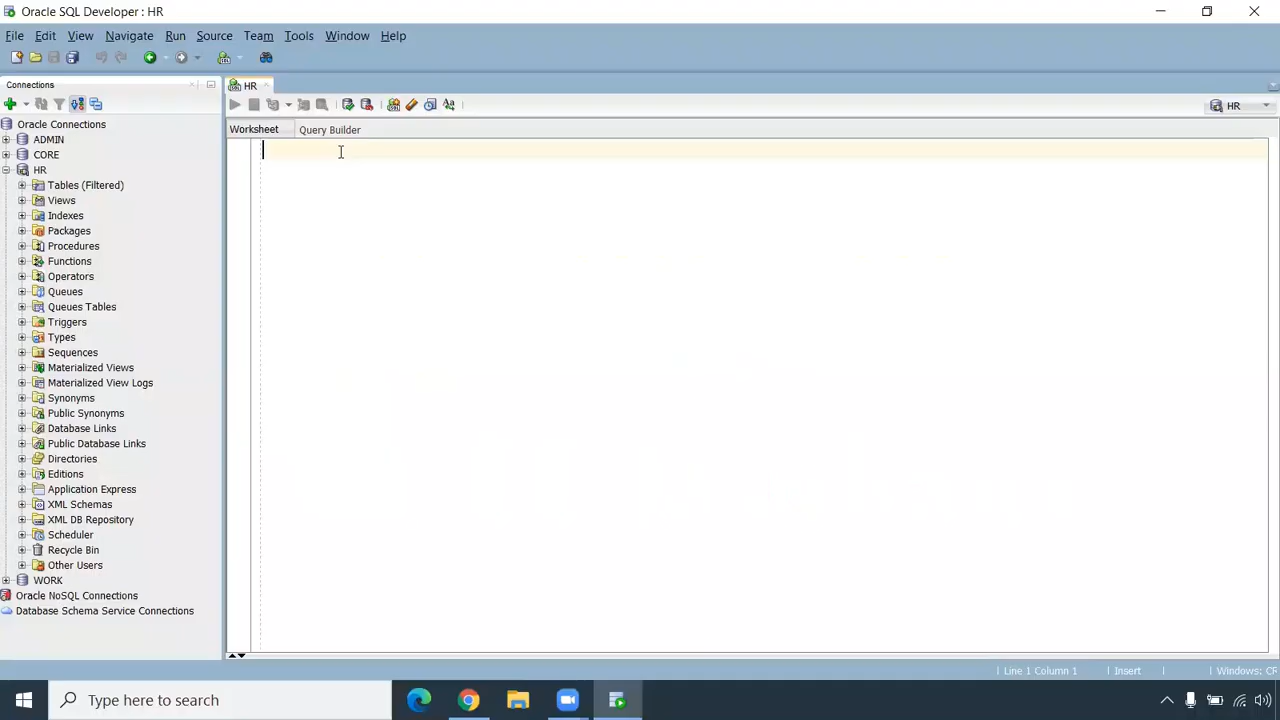 Oracle SQL Developer : HR
File Edit View Navigate Run Source Team Tools Window Help
Connections
HR
HR
Worksheet
Query Builder
Oracle Connections
ADMIN
CORE
HR
Tables (Filtered)
Views
Indexes
Packages
Procedures
Functions
Operators
Queues
Queues Tables
Triggers
Types
Sequences
Materialized Views
Materialized View Logs
Synonyms
Public Synonyms
Database Links
Public Database Links
Directories
Editions
Application Express
XML Schemas
XML DB Repository
Scheduler
Recycle Bin
Other Users
WORK
Oracle NoSQL Connections
Database Schema Service Connections
Line 1 Column 1
Insert
Windows: CR
Type here to search